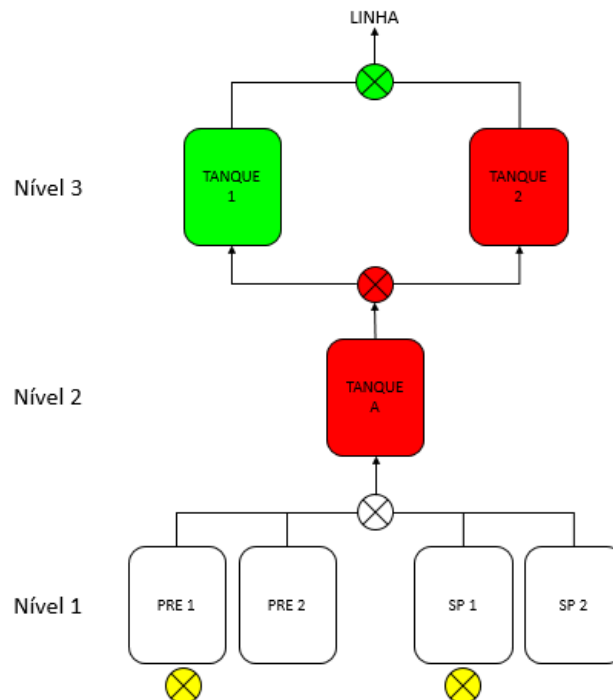 LINHA
Nível 3
TANQUE
1
TANQUE
2
Nível 2
TANQUE
A
Nível 1
PRE 1
PRE 2
SP 1
SP 2